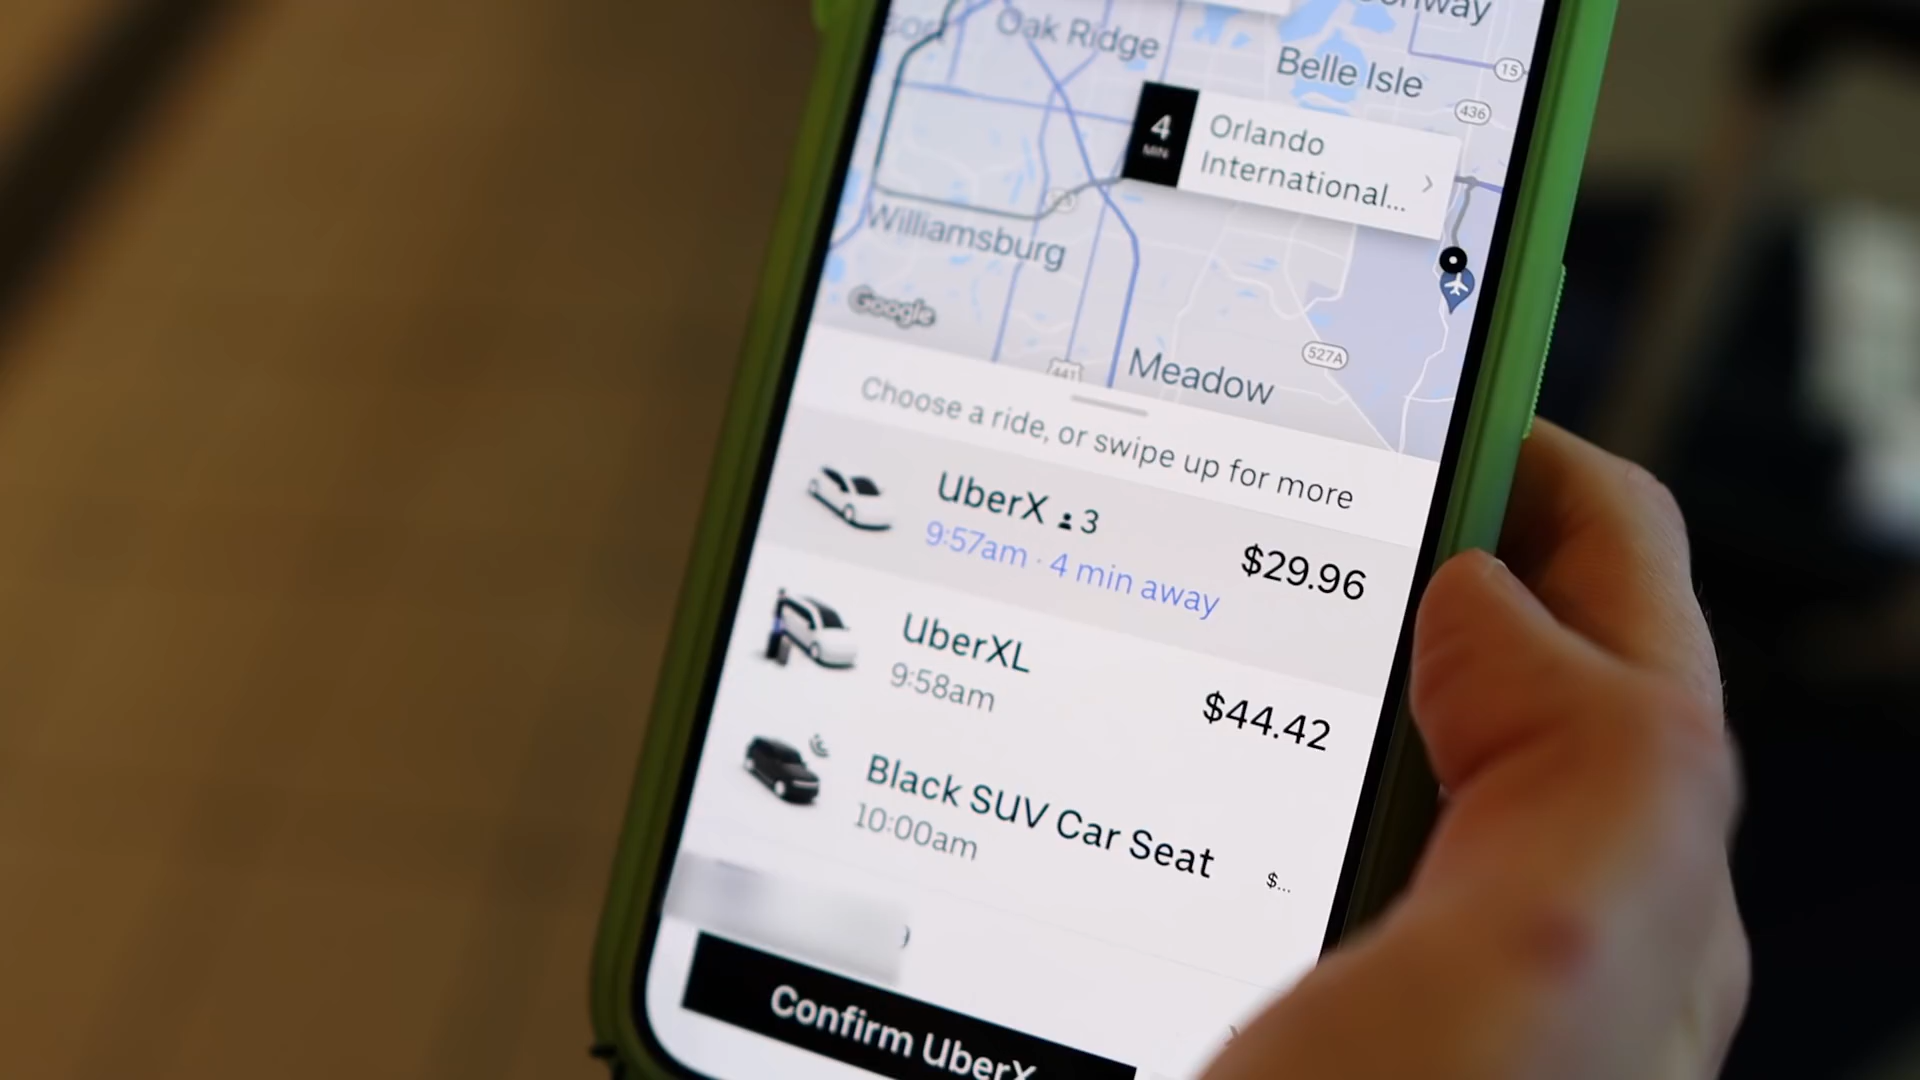 Oak Ridge
Belle Isle
15
436
4
MIN
Orlando
International...
Williamsburg
Google
527A
441
Meadow
Choose a ride, or swipe up for more
UberX 3
9:57am · 4 min away
$29.96
UberXL
9:58am
$44.42
Black SUV Car Seat
10:00am
$...
Confirm UberX